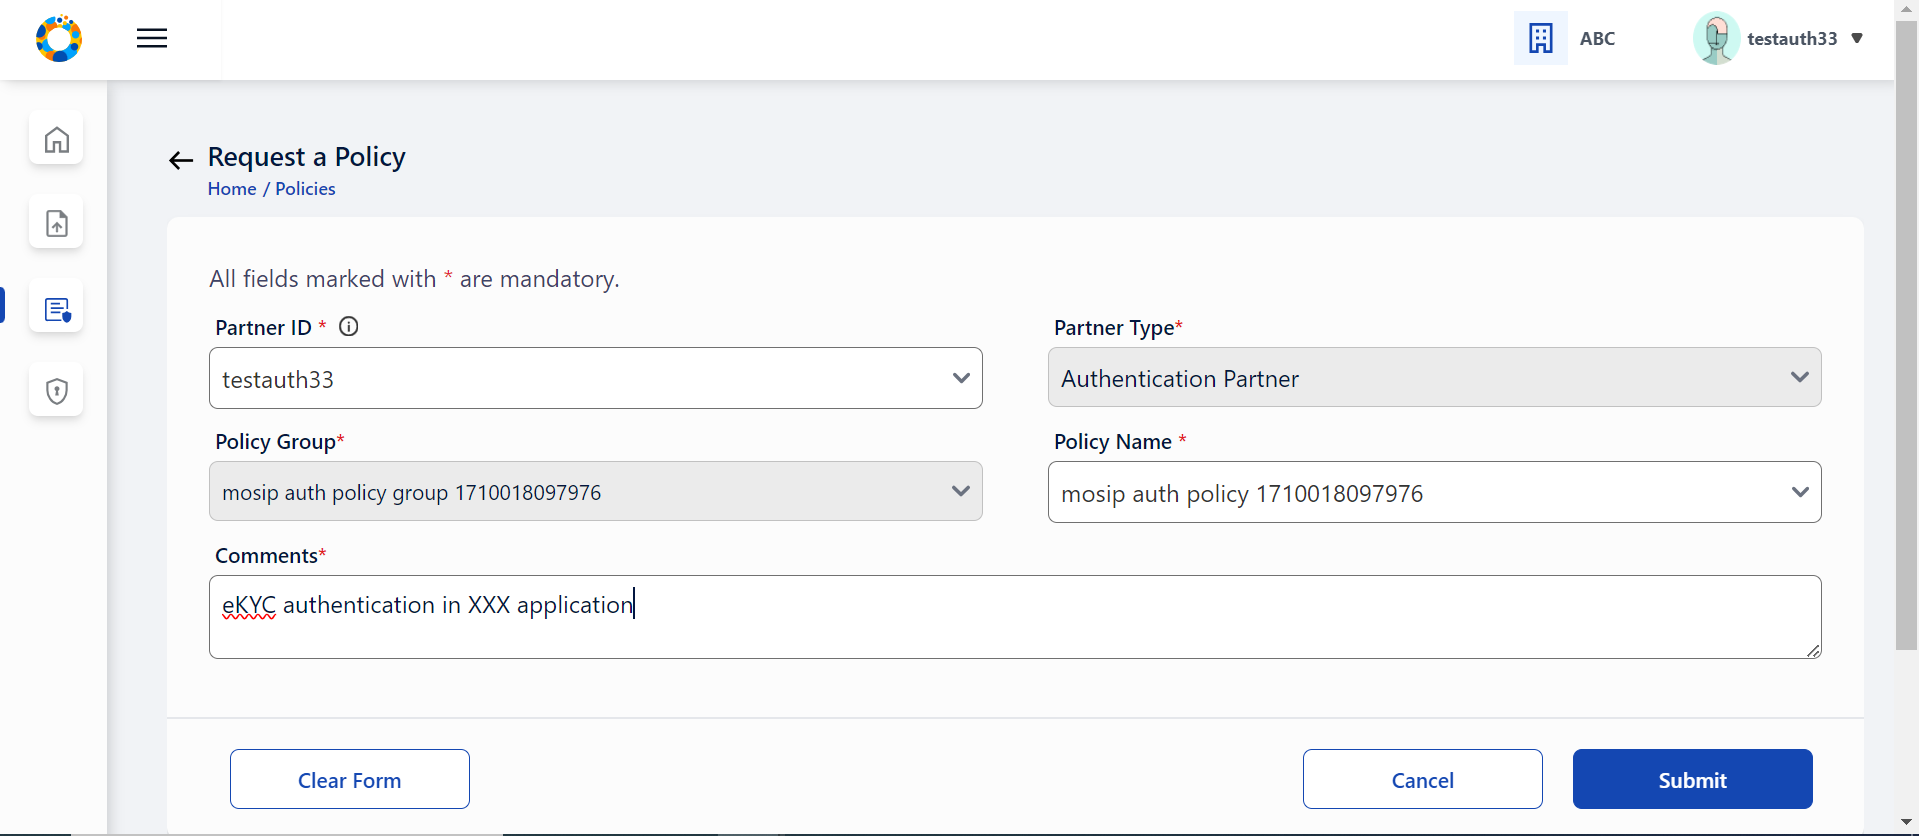 ABC
testauth33
Request a Policy
Home / Policies
All fields marked with * are mandatory.
Partner ID *
Partner Type*
testauth33
Authentication Partner
Policy Group*
Policy Name *
mosip auth policy group 1710018097976
mosip auth policy 1710018097976
Comments*
eKYC authentication in XXX application
Clear Form
Cancel
Submit